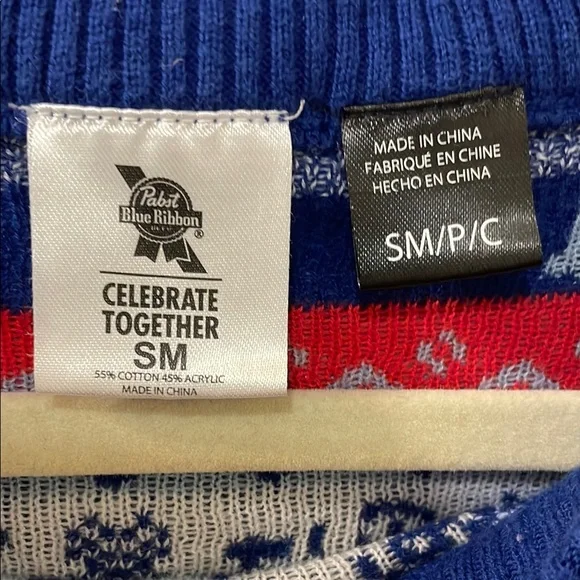 Pabst
Blue Ribbon
®
CELEBRATE
TOGETHER
SM
55% COTTON 45% ACRYLIC
MADE IN CHINA
MADE IN CHINA
FABRIQUÉ EN CHINE
HECHO EN CHINA
SM/P/C